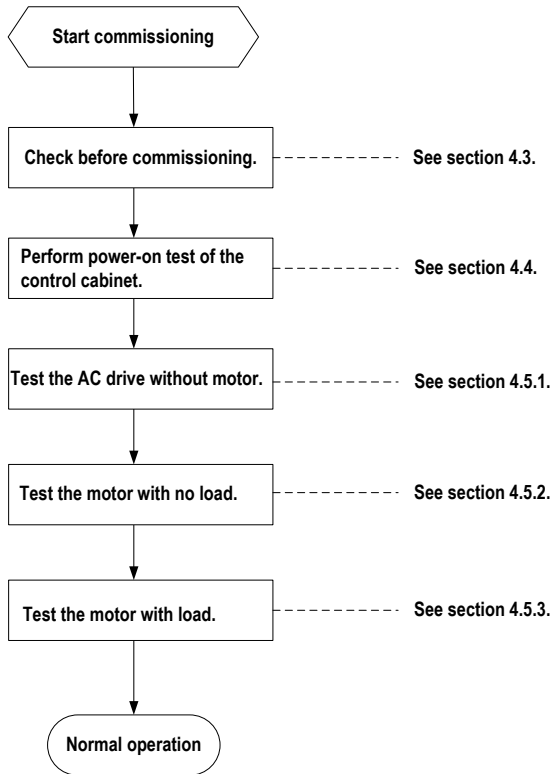 Start commissioning
Check before commissioning.
See section 4.3.
Perform power-on test of the
control cabinet.
See section 4.4.
Test the AC drive without motor.
See section 4.5.1.
Test the motor with no load.
See section 4.5.2.
Test the motor with load.
See section 4.5.3.
Normal operation